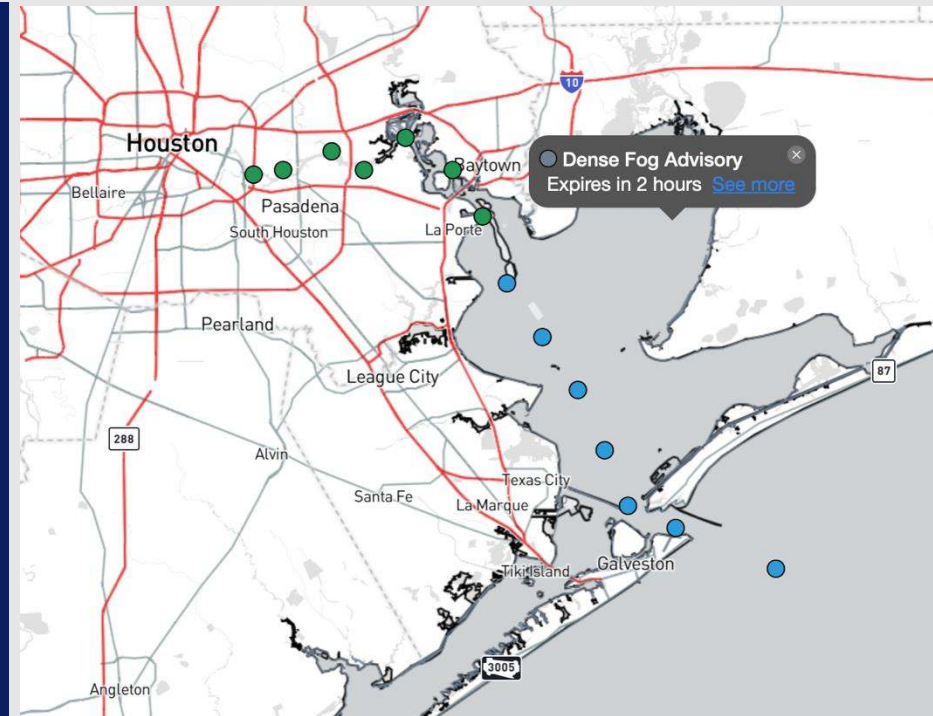 10
Houston
Dense Fog Advisory
Expires in 2 hours See more
Baytown
Bellaire
Pasadena
South Houston
La Porte
Pearland
League City
87
288
Alvin
Texas City
Santa Fe
La Marque
Galveston
Tiki Island
3005
Angleton